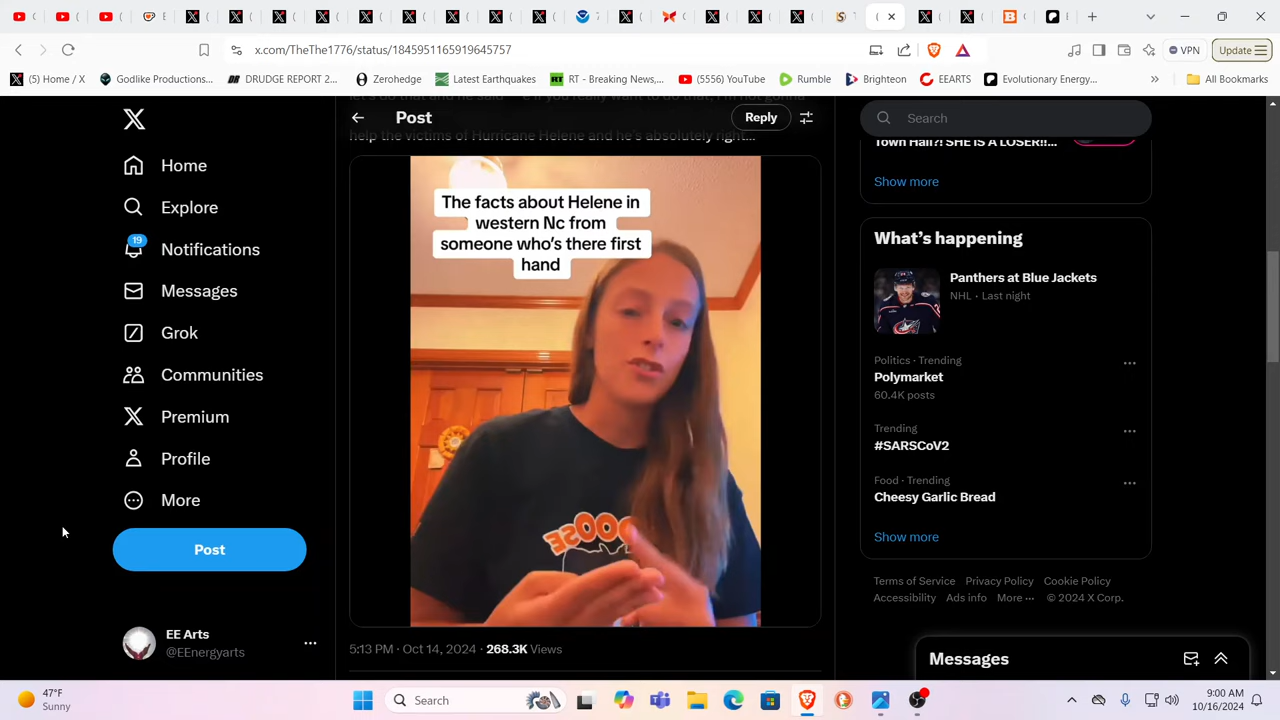 x.com/TheThe1776/status/1845951165919645757
VPN
Update
(5) Home / X
Godlike Productions...
DRUDGE REPORT 2...
Zerohedge
Latest Earthquakes
RT - Breaking News,...
(5556) YouTube
Rumble
Brighteon
EEARTS
Evolutionary Energy...
All Bookmarks
Home
Explore
19
Notifications
Messages
Grok
Communities
Premium
Profile
More
Post
EE Arts
@EEnergyarts
Post
Reply
help the victims of Hurricane Helene and he's absolutely right...
The facts about Helene in
western Nc from
someone who's there first
hand
5:13 PM · Oct 14, 2024 · 268.3K Views
Search
Town Hall?! SHE IS A LOSER!!...
Show more
What's happening
Panthers at Blue Jackets
NHL · Last night
Politics · Trending
Polymarket
60.4K posts
Trending
#SARSCoV2
Food · Trending
Cheesy Garlic Bread
Show more
Terms of Service Privacy Policy Cookie Policy
Accessibility Ads info More ··· © 2024 X Corp.
Messages
47°F
Sunny
Search
9:00 AM
10/16/2024